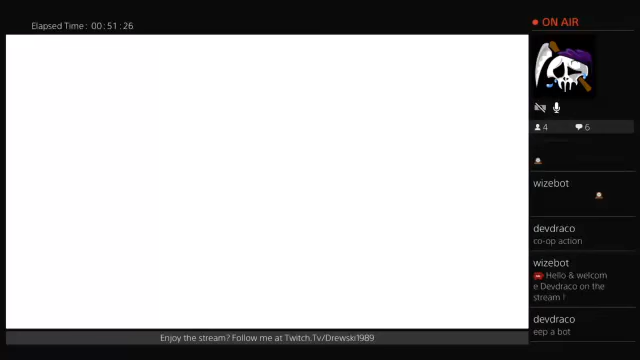 Elapsed Time : 00 : 51 : 26
ON AIR
4
6
wizebot
devdraco
co-op action
wizebot
Hello & welcom
e Devdraco on the
stream !
devdraco
eep a bot
Enjoy the stream? Follow me at Twitch.Tv/Drewski1989